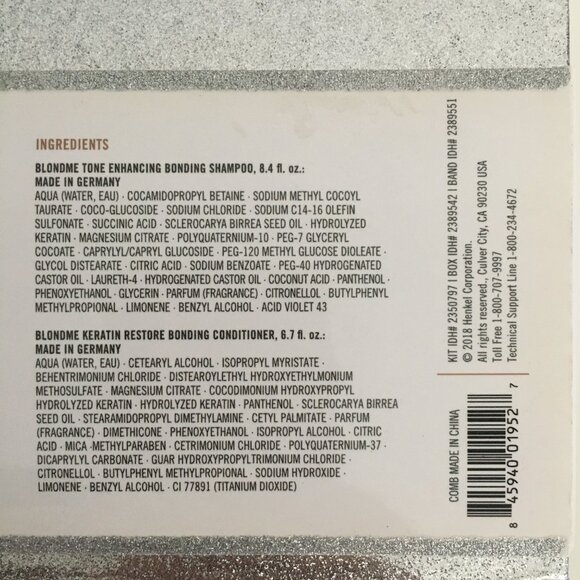 INGREDIENTS
BLONDME TONE ENHANCING BONDING SHAMPOO, 8.4 fl. oz.:
MADE IN GERMANY
AQUA (WATER, EAU) · COCAMIDOPROPYL BETAINE · SODIUM METHYL COCOYL
TAURATE · COCO-GLUCOSIDE · SODIUM CHLORIDE · SODIUM C14-16 OLEFIN
SULFONATE · SUCCINIC ACID · SCLEROCARYA BIRREA SEED OIL · HYDROLYZED
KERATIN · MAGNESIUM CITRATE · POLYQUATERNIUM-10 · PEG-7 GLYCERYL
COCOATE · CAPRYLYL/CAPRYL GLUCOSIDE · PEG-120 METHYL GLUCOSE DIOLEATE ·
GLYCOL DISTEARATE · CITRIC ACID · SODIUM BENZOATE · PEG-40 HYDROGENATED
CASTOR OIL · LAURETH-4 · HYDROGENATED CASTOR OIL · COCONUT ACID · PANTHENOL ·
PHENOXYETHANOL · GLYCERIN · PARFUM (FRAGRANCE) · CITRONELLOL · BUTYLPHENYL
METHYLPROPIONAL · LIMONENE · BENZYL ALCOHOL · ACID VIOLET 43
BLONDME KERATIN RESTORE BONDING CONDITIONER, 6.7 fl. oz.:
MADE IN GERMANY
AQUA (WATER, EAU) · CETEARYL ALCOHOL · ISOPROPYL MYRISTATE ·
BEHENTRIMONIUM CHLORIDE · DISTEAROYLETHYL HYDROXYETHYLMONIUM
METHOSULFATE · MAGNESIUM CITRATE · COCODIMONIUM HYDROXYPROPYL
HYDROLYZED KERATIN · HYDROLYZED KERATIN · PANTHENOL · SCLEROCARYA BIRREA
SEED OIL · STEARAMIDOPROPYL DIMETHYLAMINE · CETYL PALMITATE · PARFUM
(FRAGRANCE) · DIMETHICONE · PHENOXYETHANOL · ISOPROPYL ALCOHOL · CITRIC
ACID · MICA · METHYLPARABEN · CETRIMONIUM CHLORIDE · POLYQUATERNIUM-37 ·
DICAPRYLYL CARBONATE · GUAR HYDROXYPROPYLTRIMONIUM CHLORIDE ·
CITRONELLOL · BUTYLPHENYL METHYLPROPIONAL · SODIUM HYDROXIDE ·
LIMONENE · BENZYL ALCOHOL · CI 77891 (TITANIUM DIOXIDE)
KIT IDH# 2350797 | BOX IDH# 2389542 | BAND IDH# 2389551
© 2018 Henkel Corporation.
All rights reserved., Culver City, CA 90230 USA
Toll Free 1-800-707-9997
Technical Support Line 1-800-234-4672
COMB MADE IN CHINA
8 45940 01952 7